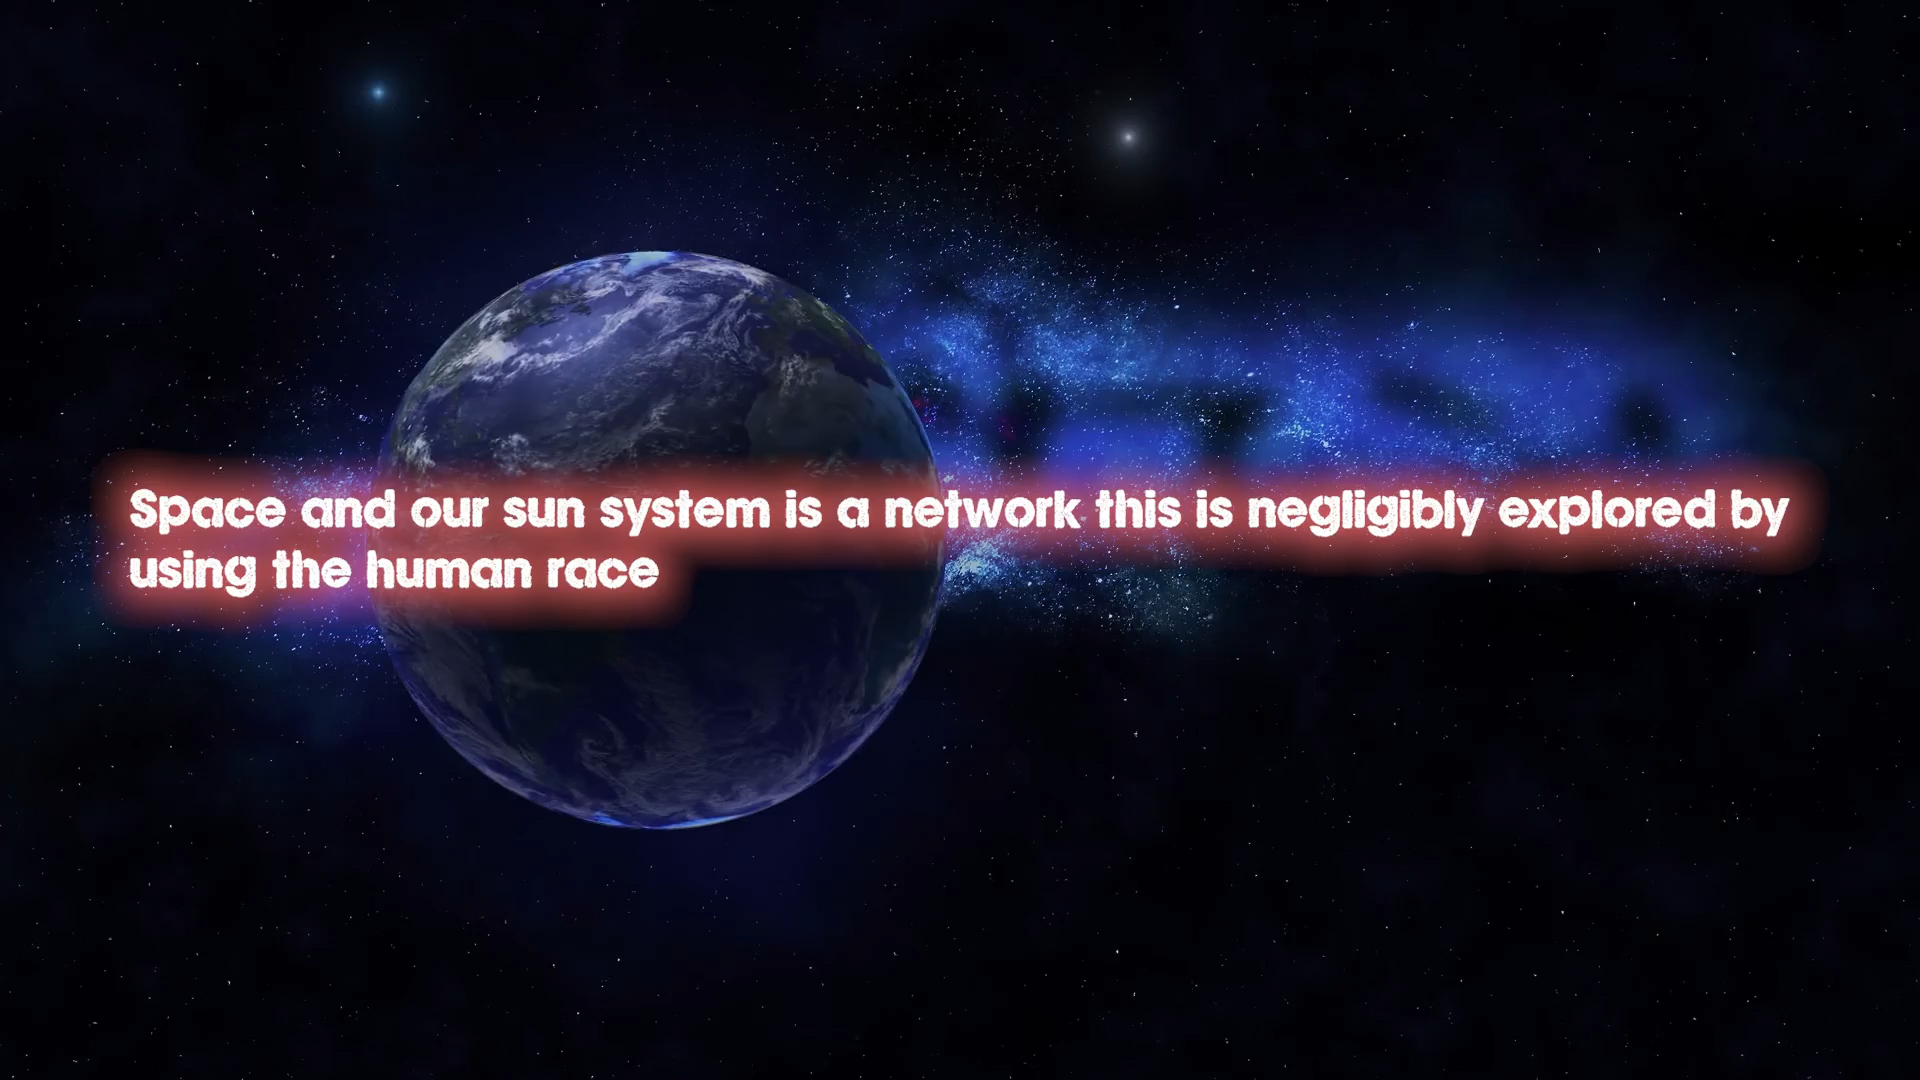 Space and our sun system is a network this is negligibly explored by
using the human race